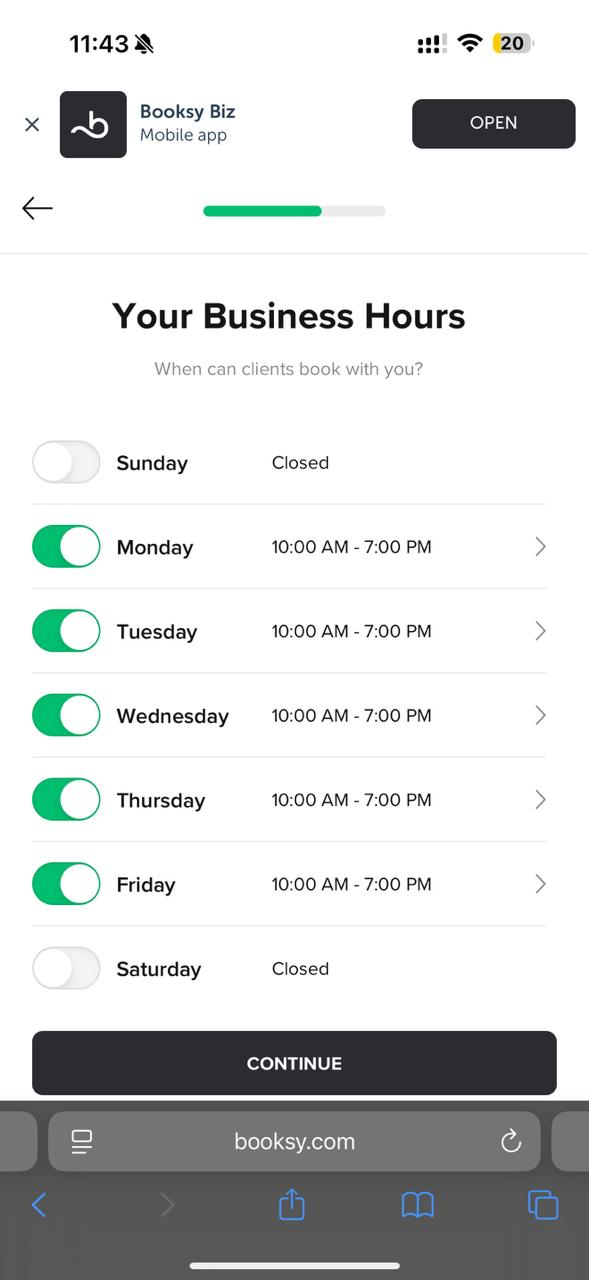 11:43
20
Booksy Biz
Mobile app
OPEN
Your Business Hours
When can clients book with you?
Sunday Closed
Monday 10:00 AM - 7:00 PM
Tuesday 10:00 AM - 7:00 PM
Wednesday 10:00 AM - 7:00 PM
Thursday 10:00 AM - 7:00 PM
Friday 10:00 AM - 7:00 PM
Saturday Closed
CONTINUE
booksy.com